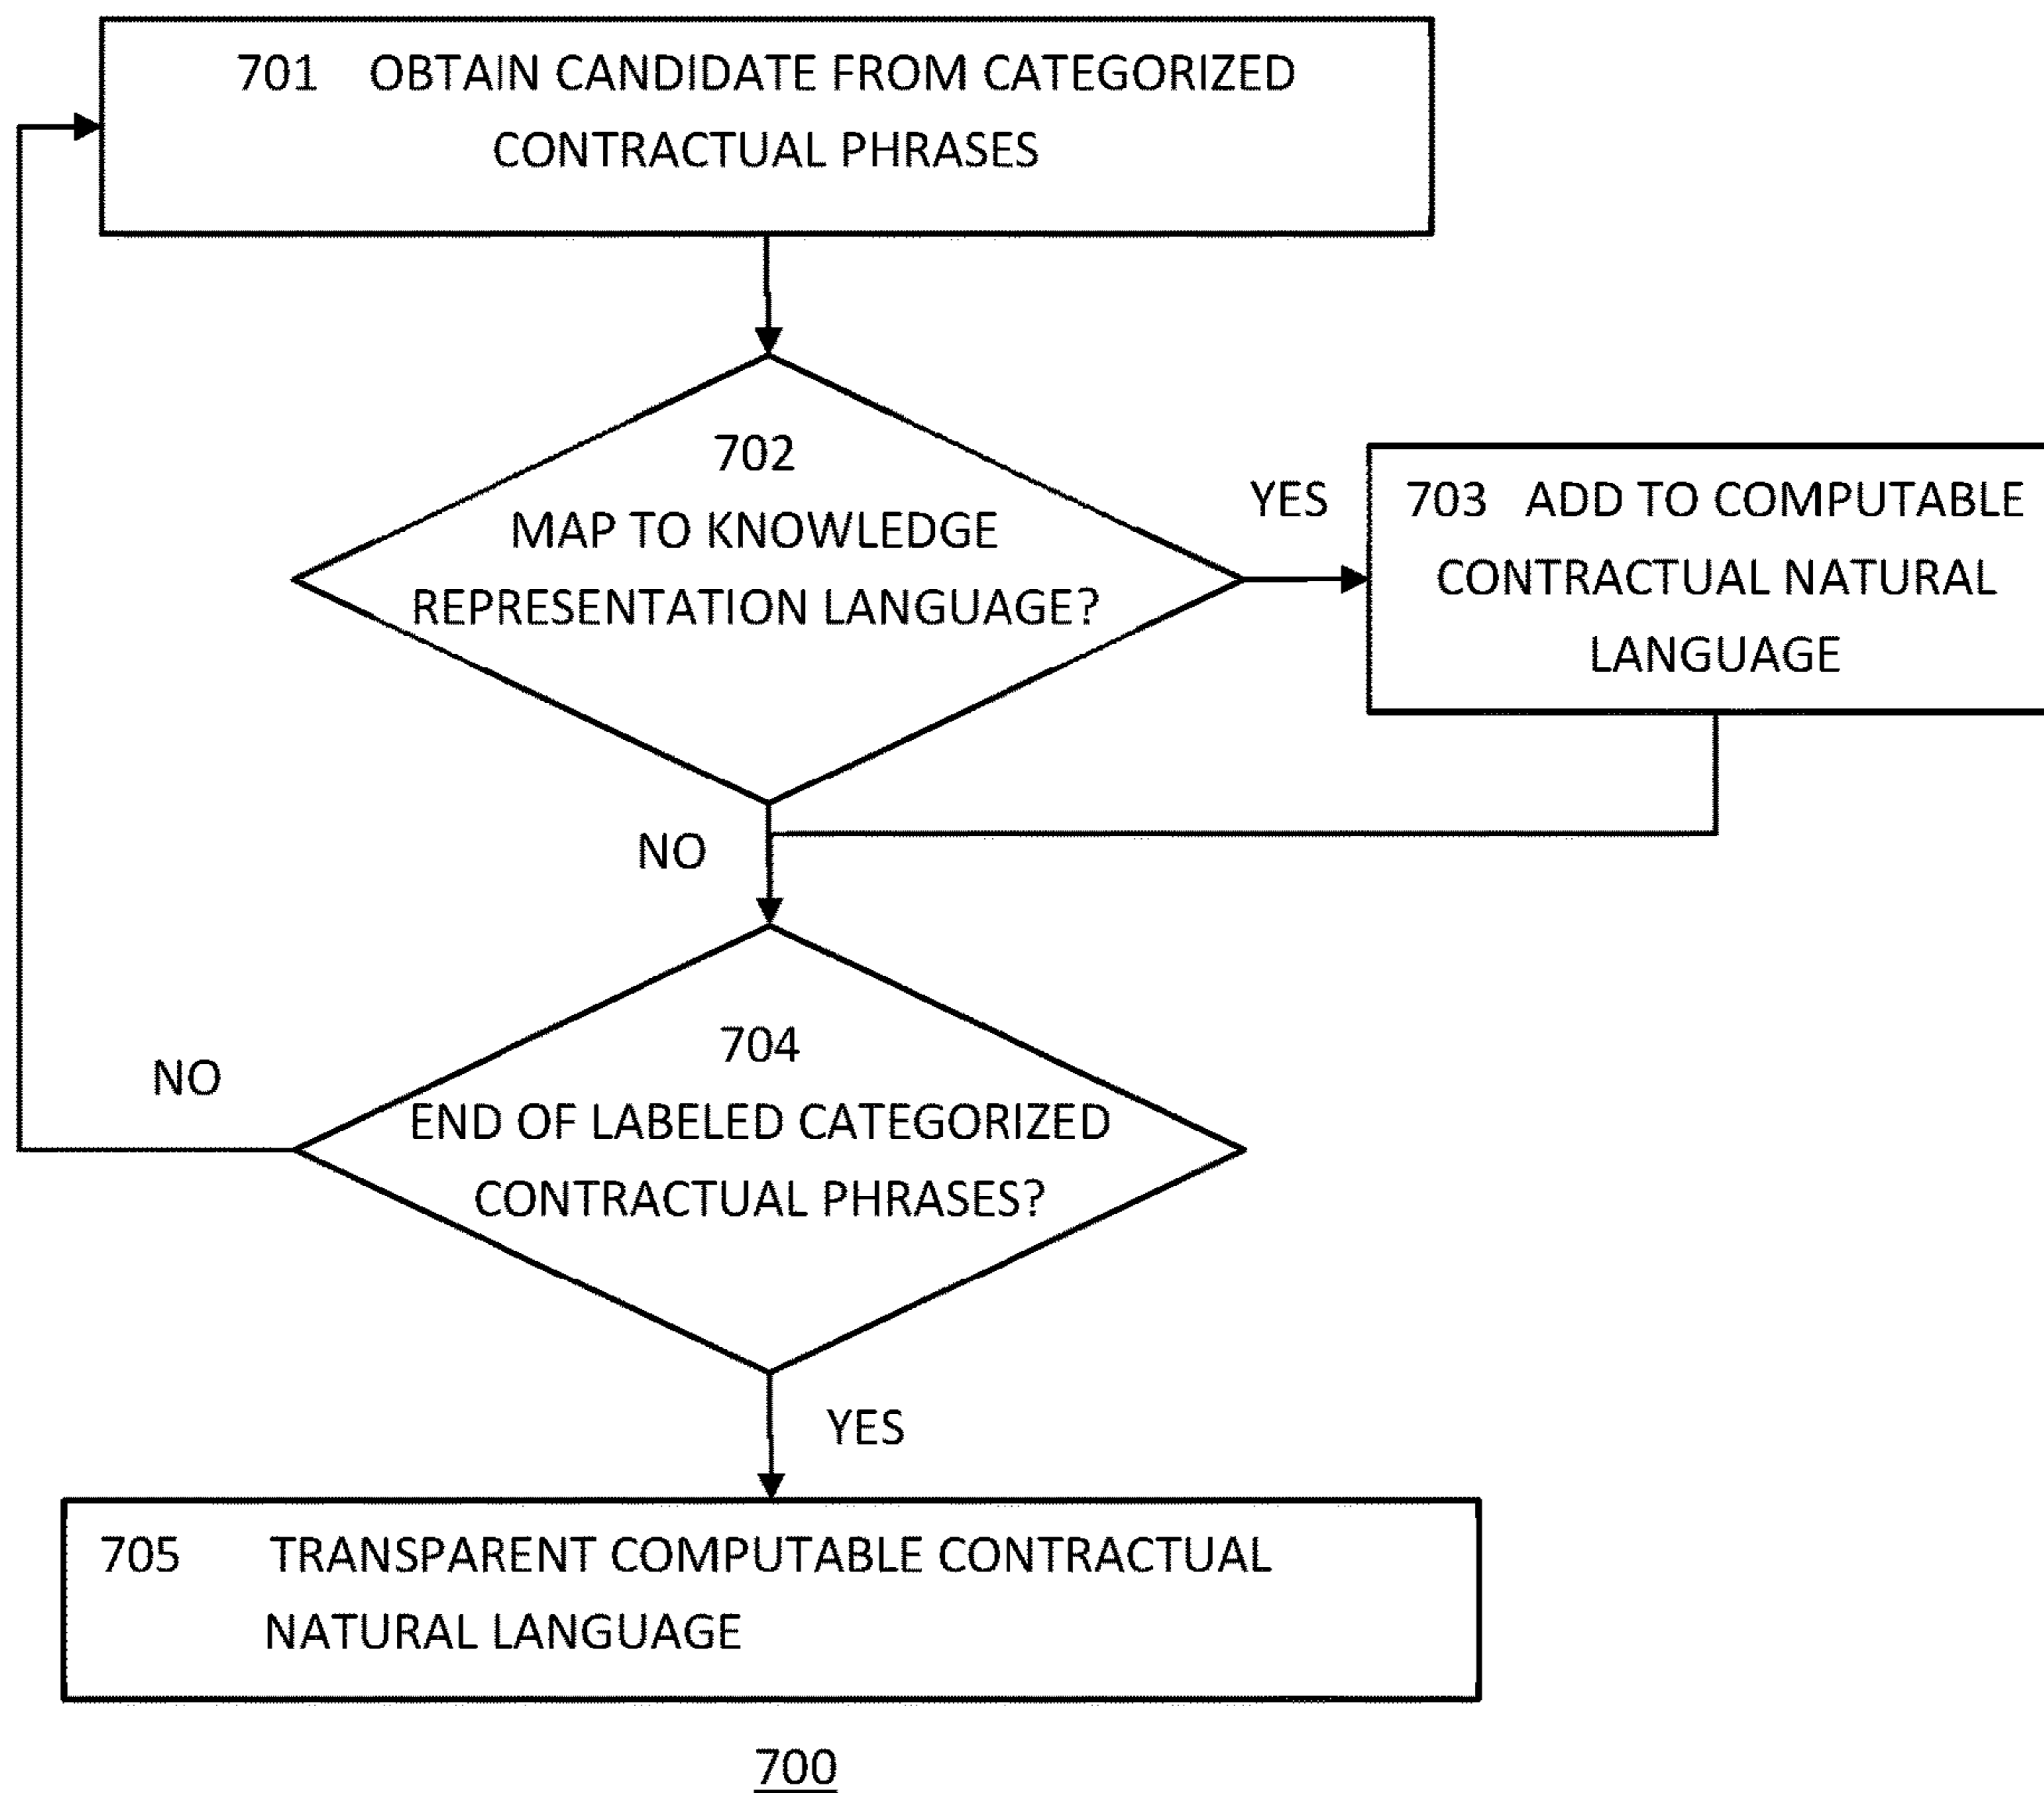 701 OBTAIN CANDIDATE FROM CATEGORIZED
CONTRACTUAL PHRASES
702
MAP TO KNOWLEDGE
REPRESENTATION LANGUAGE?
YES
703 ADD TO COMPUTABLE
CONTRACTUAL NATURAL
LANGUAGE
NO
704
END OF LABELED CATEGORIZED
CONTRACTUAL PHRASES?
NO
YES
705 TRANSPARENT COMPUTABLE CONTRACTUAL
NATURAL LANGUAGE
700